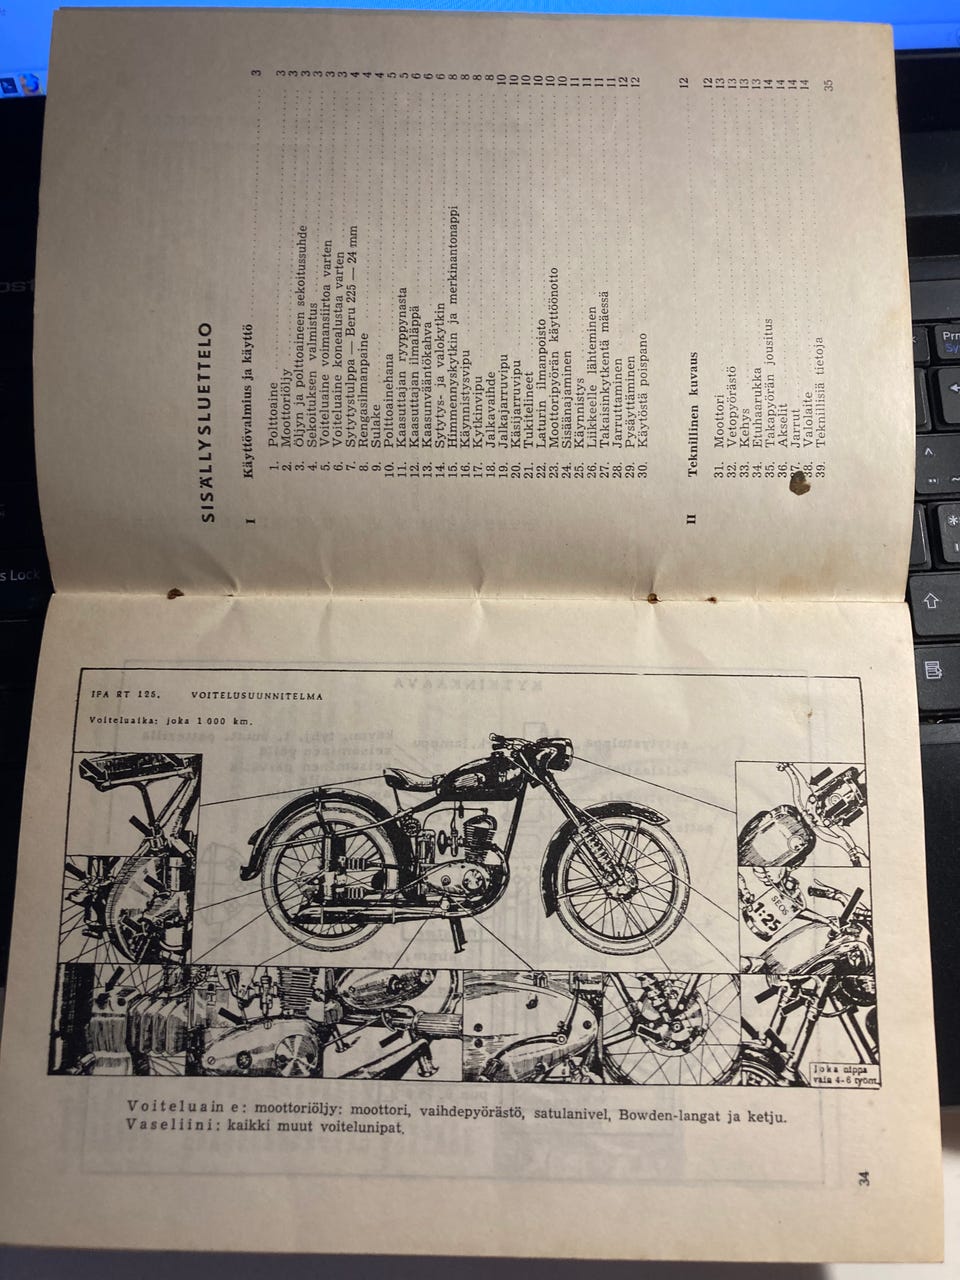 SISÄLLYSLUETTELO
I Käyttövalmius ja käyttö 3
1. Polttoaine 3
2. Moottoriöljy 3
3. Öljyn ja polttoaineen sekoitussuhde 3
4. Sekoituksen valmistus 3
5. Voiteluaine voimansiirtoa varten 3
6. Voiteluaine konealustaa varten 3
7. Sytytystulppa — Beru 225 — 24 mm 4
8. Rengasilmanpaine 4
9. Sulake 4
10. Polttoainehana 5
11. Kaasuttajan ryyppynasta 5
12. Kaasuttajan ilmaläppä 6
13. Kaasunvääntökahva 6
14. Sytytys- ja valokytkin 6
15. Himmennyskytkin ja merkinantonappi 8
16. Käynnistysvipu 8
17. Kytkinvipu 8
18. Jalkavaihde 8
19. Jalkajarruvipu 10
20. Käsijarruvipu 10
21. Tukitelineet 10
22. Laturin ilmanpoisto 10
23. Moottoripyörän käyttöönotto 10
24. Sisäänajaminen 10
25. Käynnistys 11
26. Liikkeelle lähteminen 11
27. Takaisinkytkentä mäessä 11
28. Jarruttaminen 11
29. Pysäyttäminen 12
30. Käytöstä poispano 12
II Teknillinen kuvaus 12
31. Moottori 12
32. Vetopyörästö 13
33. Kehys 13
34. Etuhaarukka 13
35. Takapyörän jousitus 13
36. Akselit 14
37. Jarrut 14
38. Valolaite 14
39. Teknillisiä tietoja 14
35
IFA RT 125. VOITELUSUUNNITELMA
Voiteluaika: joka 1 000 km.
SEOS
1:25
Joka nippa
vain 4-6 työnt.
Voiteluaine: moottoriöljy: moottori, vaihdepyörästö, satulanivel, Bowden-langat ja ketju.
Vaseliini: kaikki muut voitelunipat.
34